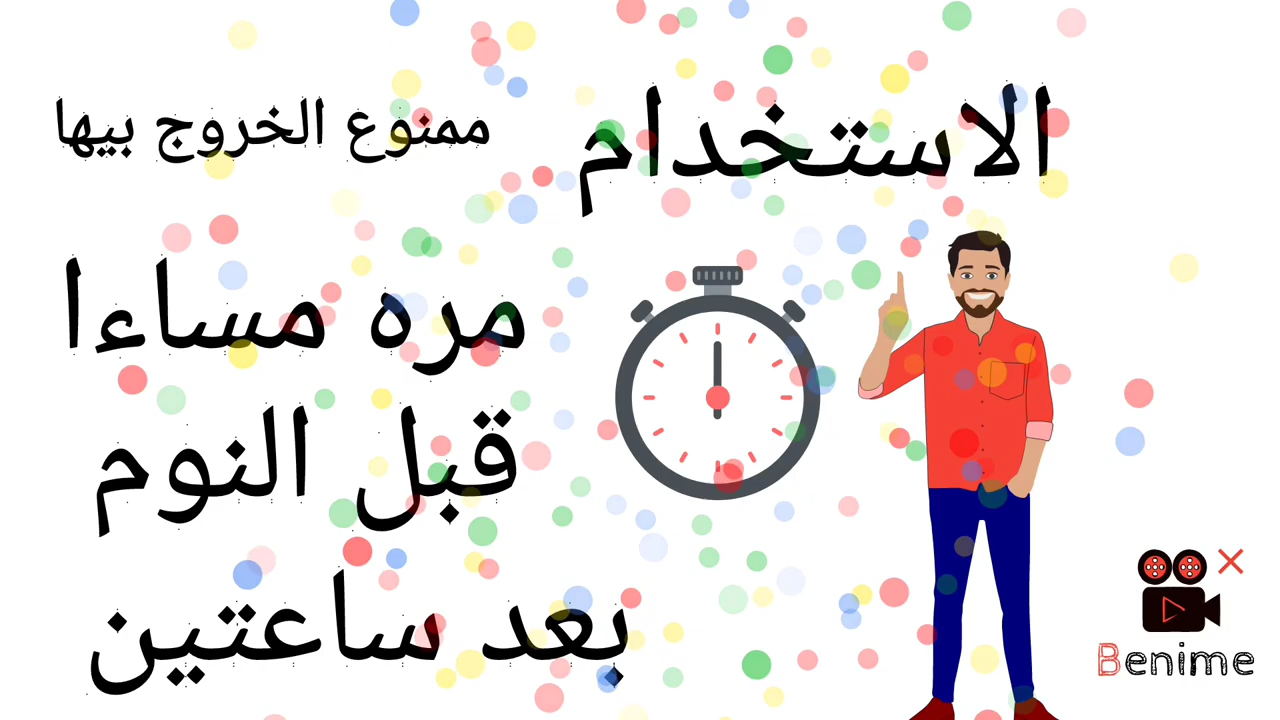 الاستخدام
ممنوع الخروج بيها
مره مساءا
قبل النوم
بعد ساعتين
Benime